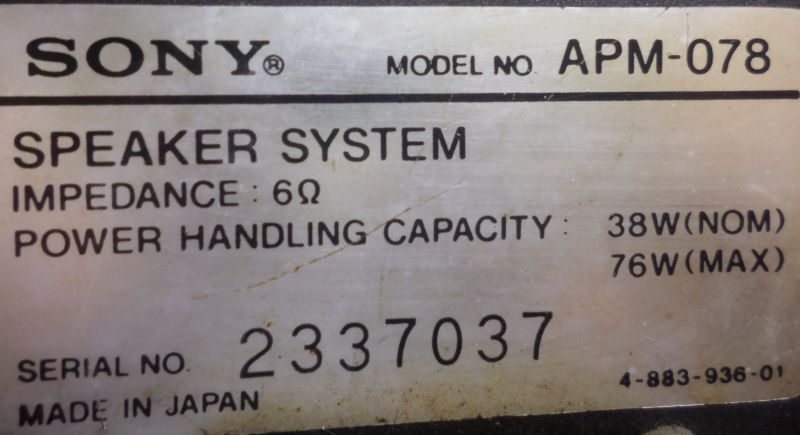 SONY® MODEL NO. APM-078
SPEAKER SYSTEM
IMPEDANCE : 6Ω
POWER HANDLING CAPACITY : 38W(NOM)
76W(MAX)
SERIAL NO. 2337037
4-883-936-01
MADE IN JAPAN